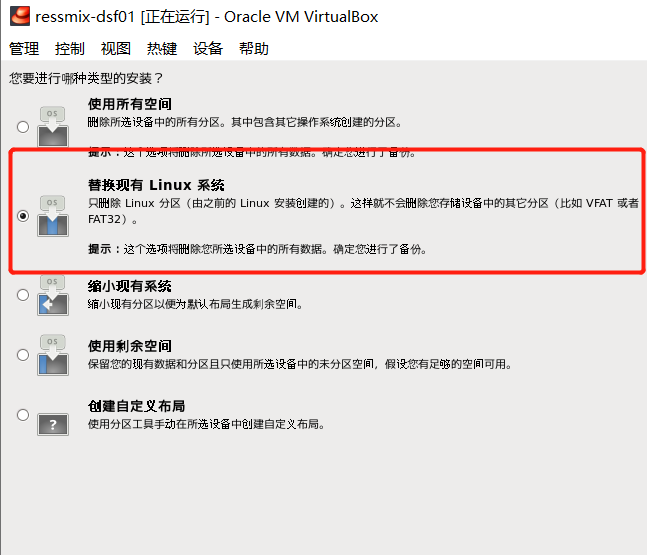 ressmix-dsf01 [正在运行] - Oracle VM VirtualBox
管理 控制 视图 热键 设备 帮助
您要进行哪种类型的安装？
使用所有空间
删除所选设备中的所有分区。其中包含其它操作系统创建的分区。
提示：这个选项将删除所选设备中的所有数据。确定您进行了备份。
替换现有 Linux 系统
只删除 Linux 分区（由之前的 Linux 安装创建的）。这样就不会删除您存储设备中的其它分区（比如 VFAT 或者
FAT32）。
提示：这个选项将删除您所选设备中的所有数据。确定您进行了备份。
缩小现有系统
缩小现有分区以便为默认布局生成剩余空间。
使用剩余空间
保留您的现有数据和分区且只使用所选设备中的未分区空间，假设您有足够的空间可用。
创建自定义布局
使用分区工具手动在所选设备中创建自定义布局。
OS
OS
OS
OS
?